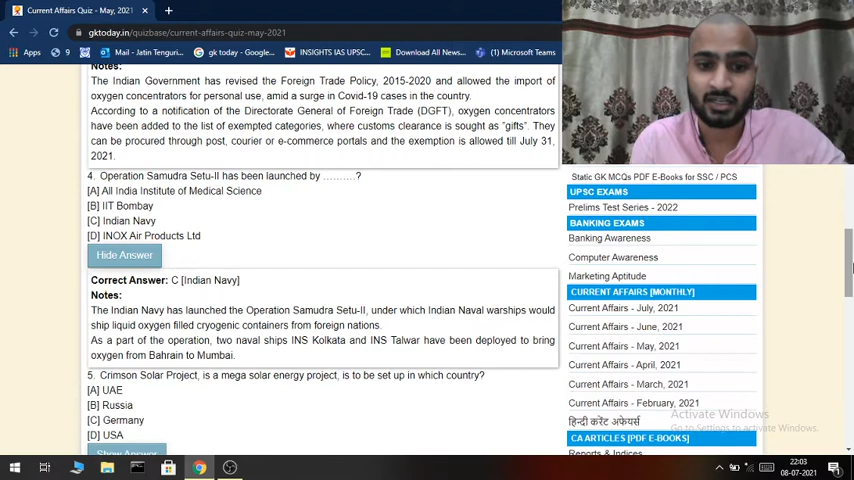 Current Affairs Quiz - May, 2021
gktoday.in/quizbase/current-affairs-quiz-may-2021
Apps
9
Mail - Jatin Tenguri...
gk today - Google...
INSIGHTS IAS UPSC...
Download All News...
(1) Microsoft Teams
Notes:
The Indian Government has revised the Foreign Trade Policy, 2015-2020 and allowed the import of
oxygen concentrators for personal use, amid a surge in Covid-19 cases in the country.
According to a notification of the Directorate General of Foreign Trade (DGFT), oxygen concentrators
have been added to the list of exempted categories, where customs clearance is sought as "gifts". They
can be procured through post, courier or e-commerce portals and the exemption is allowed till July 31,
2021.
4. Operation Samudra Setu-II has been launched by ..........?
[A] All India Institute of Medical Science
[B] IIT Bombay
[C] Indian Navy
[D] INOX Air Products Ltd
Hide Answer
Correct Answer: C [Indian Navy]
Notes:
The Indian Navy has launched the Operation Samudra Setu-II, under which Indian Naval warships would
ship liquid oxygen filled cryogenic containers from foreign nations.
As a part of the operation, two naval ships INS Kolkata and INS Talwar have been deployed to bring
oxygen from Bahrain to Mumbai.
5. Crimson Solar Project, is a mega solar energy project, is to be set up in which country?
[A] UAE
[B] Russia
[C] Germany
[D] USA
Show Answer
Static GK MCQs PDF E-Books for SSC / PCS
UPSC EXAMS
Prelims Test Series - 2022
BANKING EXAMS
Banking Awareness
Computer Awareness
Marketing Aptitude
CURRENT AFFAIRS [MONTHLY]
Current Affairs - July, 2021
Current Affairs - June, 2021
Current Affairs - May, 2021
Current Affairs - April, 2021
Current Affairs - March, 2021
Current Affairs - February, 2021
हिन्दी करेंट अफेयर्स
CA ARTICLES [PDF E-BOOKS]
Reports & Indices
Activate Windows
Go to Settings to activate Windows.
22:03
08-07-2021